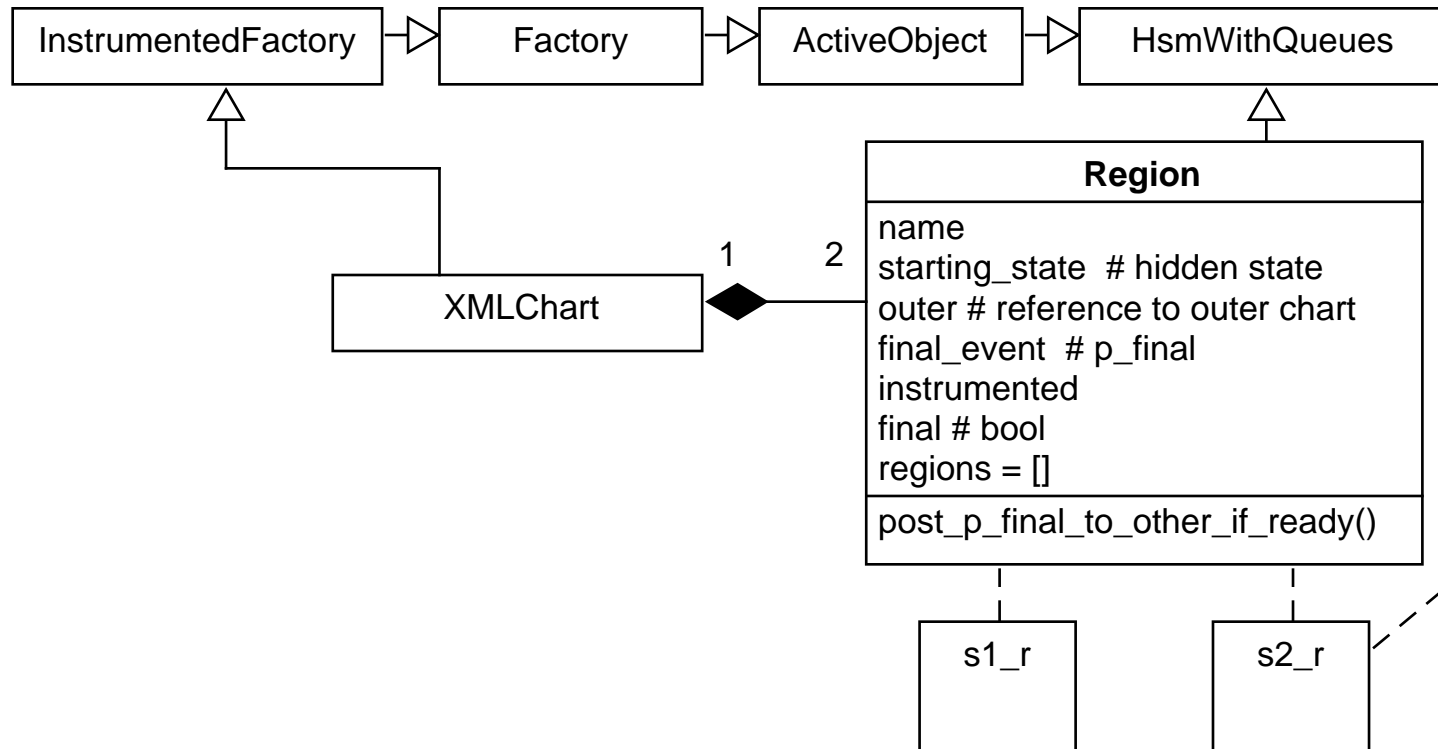 InstrumentedFactory
Factory
ActiveObject
HsmWithQueues
Region
name
starting_state # hidden state
outer # reference to outer chart
final_event # p_final
instrumented
final # bool
regions = []
post_p_final_to_other_if_ready()
1
2
XMLChart
s1_r
s2_r